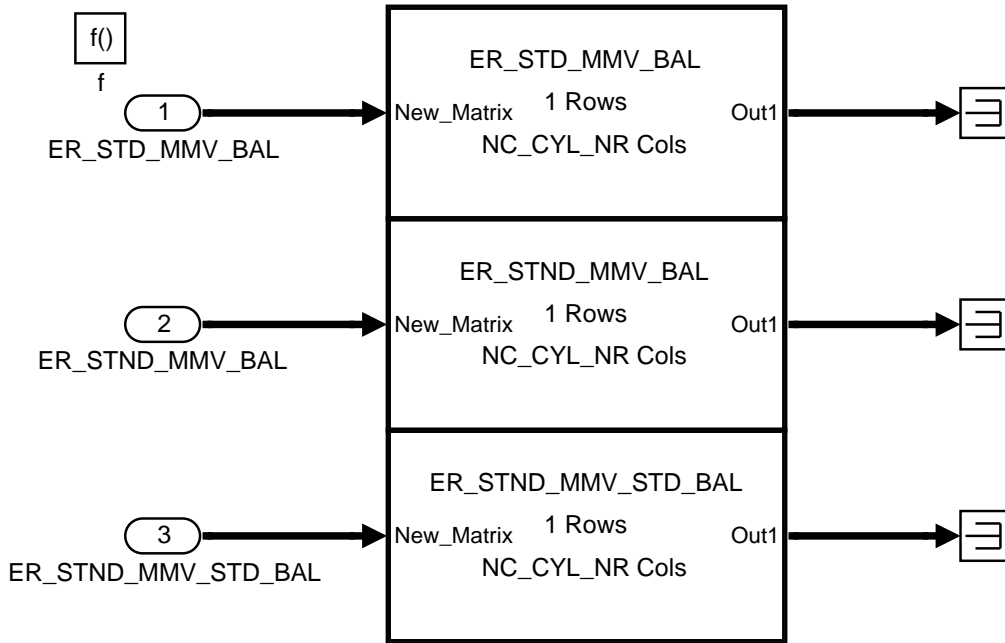 f()
f
1
ER_STD_MMV_BAL
ER_STD_MMV_BAL
New_Matrix 1 Rows Out1
NC_CYL_NR Cols
2
ER_STND_MMV_BAL
ER_STND_MMV_BAL
New_Matrix 1 Rows Out1
NC_CYL_NR Cols
3
ER_STND_MMV_STD_BAL
ER_STND_MMV_STD_BAL
New_Matrix 1 Rows Out1
NC_CYL_NR Cols